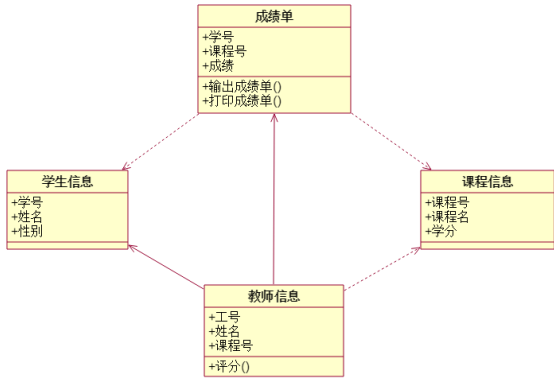 成绩单
+学号
+课程号
+成绩
+输出成绩单()
+打印成绩单()
学生信息
+学号
+姓名
+性别
课程信息
+课程号
+课程名
+学分
教师信息
+工号
+姓名
+课程号
+评分()